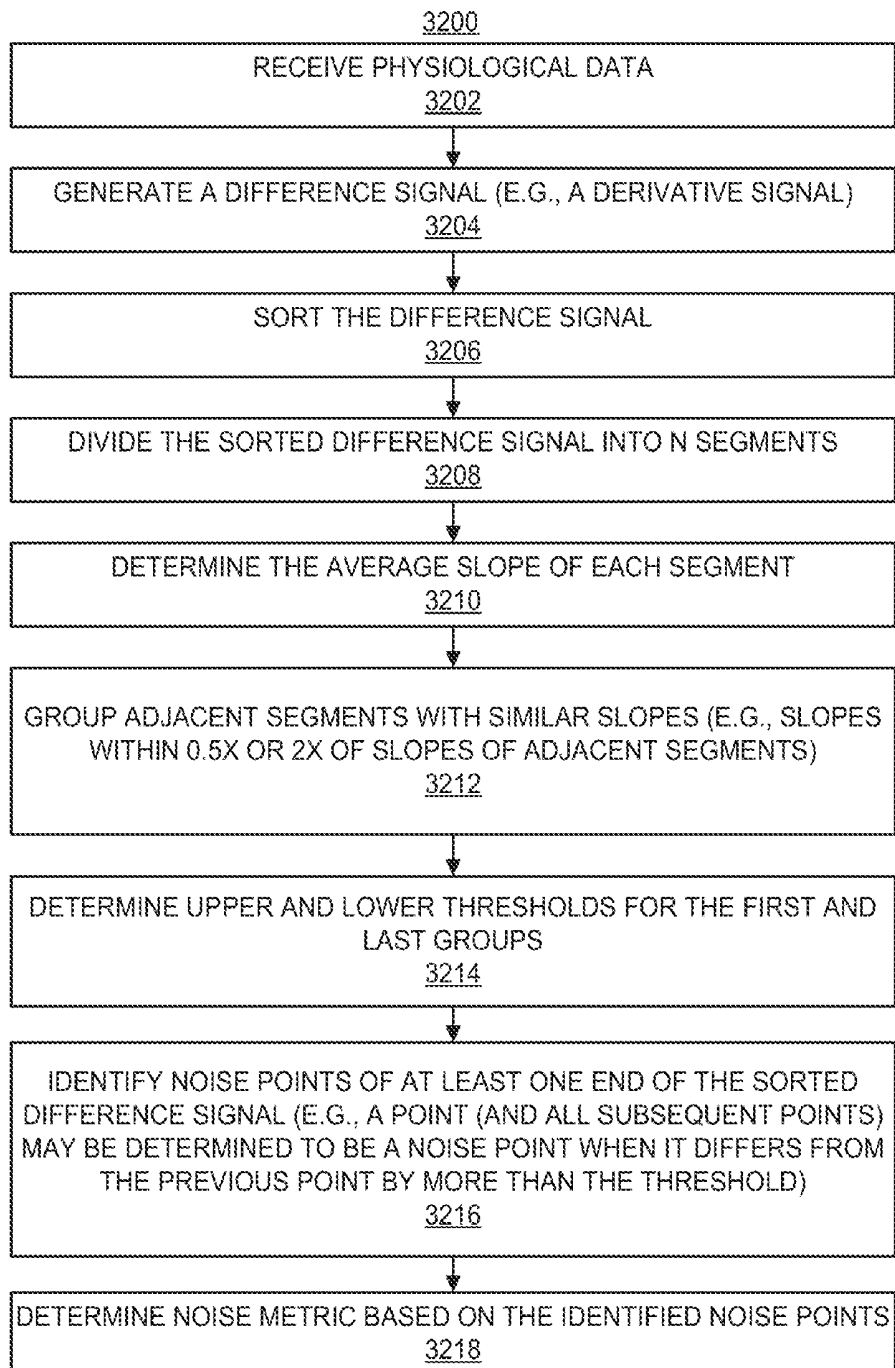 3200
RECEIVE PHYSIOLOGICAL DATA
3202
GENERATE A DIFFERENCE SIGNAL (E.G., A DERIVATIVE SIGNAL)
3204
SORT THE DIFFERENCE SIGNAL
3206
DIVIDE THE SORTED DIFFERENCE SIGNAL INTO N SEGMENTS
3208
DETERMINE THE AVERAGE SLOPE OF EACH SEGMENT
3210
GROUP ADJACENT SEGMENTS WITH SIMILAR SLOPES (E.G., SLOPES
WITHIN 0.5X OR 2X OF SLOPES OF ADJACENT SEGMENTS)
3212
DETERMINE UPPER AND LOWER THRESHOLDS FOR THE FIRST AND
LAST GROUPS
3214
IDENTIFY NOISE POINTS OF AT LEAST ONE END OF THE SORTED
DIFFERENCE SIGNAL (E.G., A POINT (AND ALL SUBSEQUENT POINTS)
MAY BE DETERMINED TO BE A NOISE POINT WHEN IT DIFFERS FROM
THE PREVIOUS POINT BY MORE THAN THE THRESHOLD)
3216
DETERMINE NOISE METRIC BASED ON THE IDENTIFIED NOISE POINTS
3218